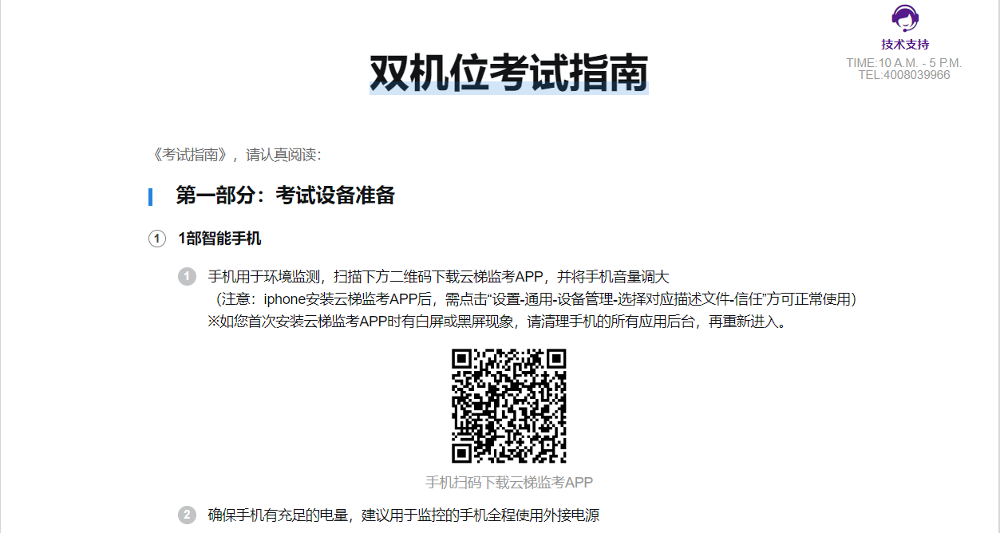 技术支持
TIME:10 A.M. - 5 P.M.
TEL:4008039966
双机位考试指南
《考试指南》，请认真阅读：
第一部分：考试设备准备
1 1部智能手机
1 手机用于环境监测，扫描下方二维码下载云梯监考APP，并将手机音量调大
（注意：iphone安装云梯监考APP后，需点击“设置-通用-设备管理-选择对应描述文件-信任”方可正常使用）
※如您首次安装云梯监考APP时有白屏或黑屏现象，请清理手机的所有应用后台，再重新进入。
手机扫码下载云梯监考APP
2 确保手机有充足的电量，建议用于监控的手机全程使用外接电源